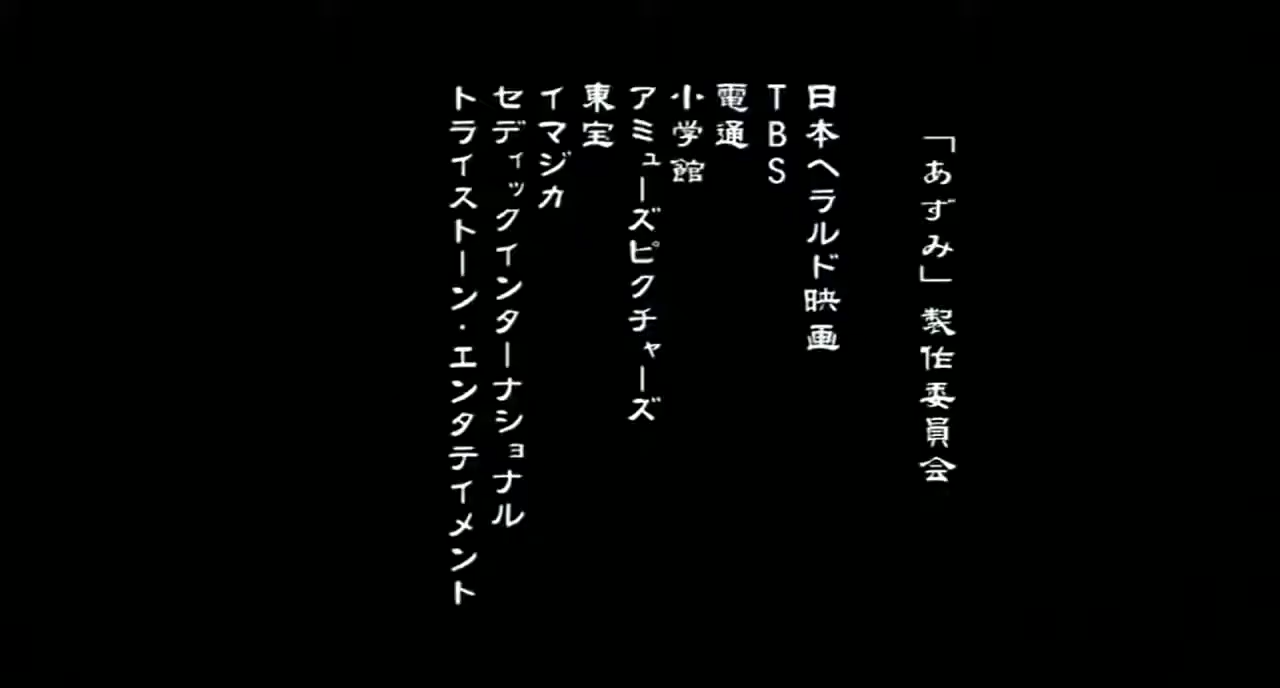 「あずみ」製作委員会
日本ヘラルド映画
TBS
電通
小学館
アミューズピクチャーズ
東宝
イマジカ
セディックインターナショナル
トライストーン・エンタテイメント